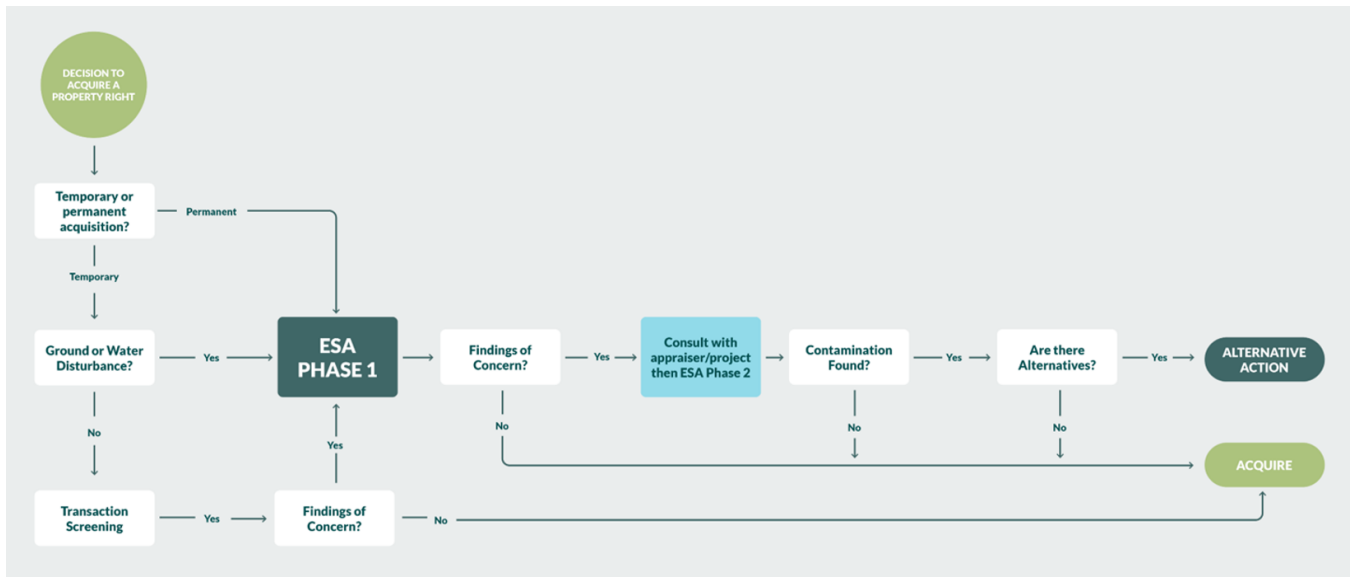 DECISION TO
ACQUIRE A
PROPERTY RIGHT
Temporary or
permanent
acquisition?
Permanent
Temporary
Ground or Water
Disturbance?
Yes
ESA
PHASE 1
Findings of
Concern?
Yes
Consult with
appraiser/project
then ESA Phase 2
Contamination
Found?
Yes
Are there
Alternatives?
Yes
ALTERNATIVE
ACTION
No
Yes
No
No
No
ACQUIRE
Transaction
Screening
Yes
Findings of
Concern?
No